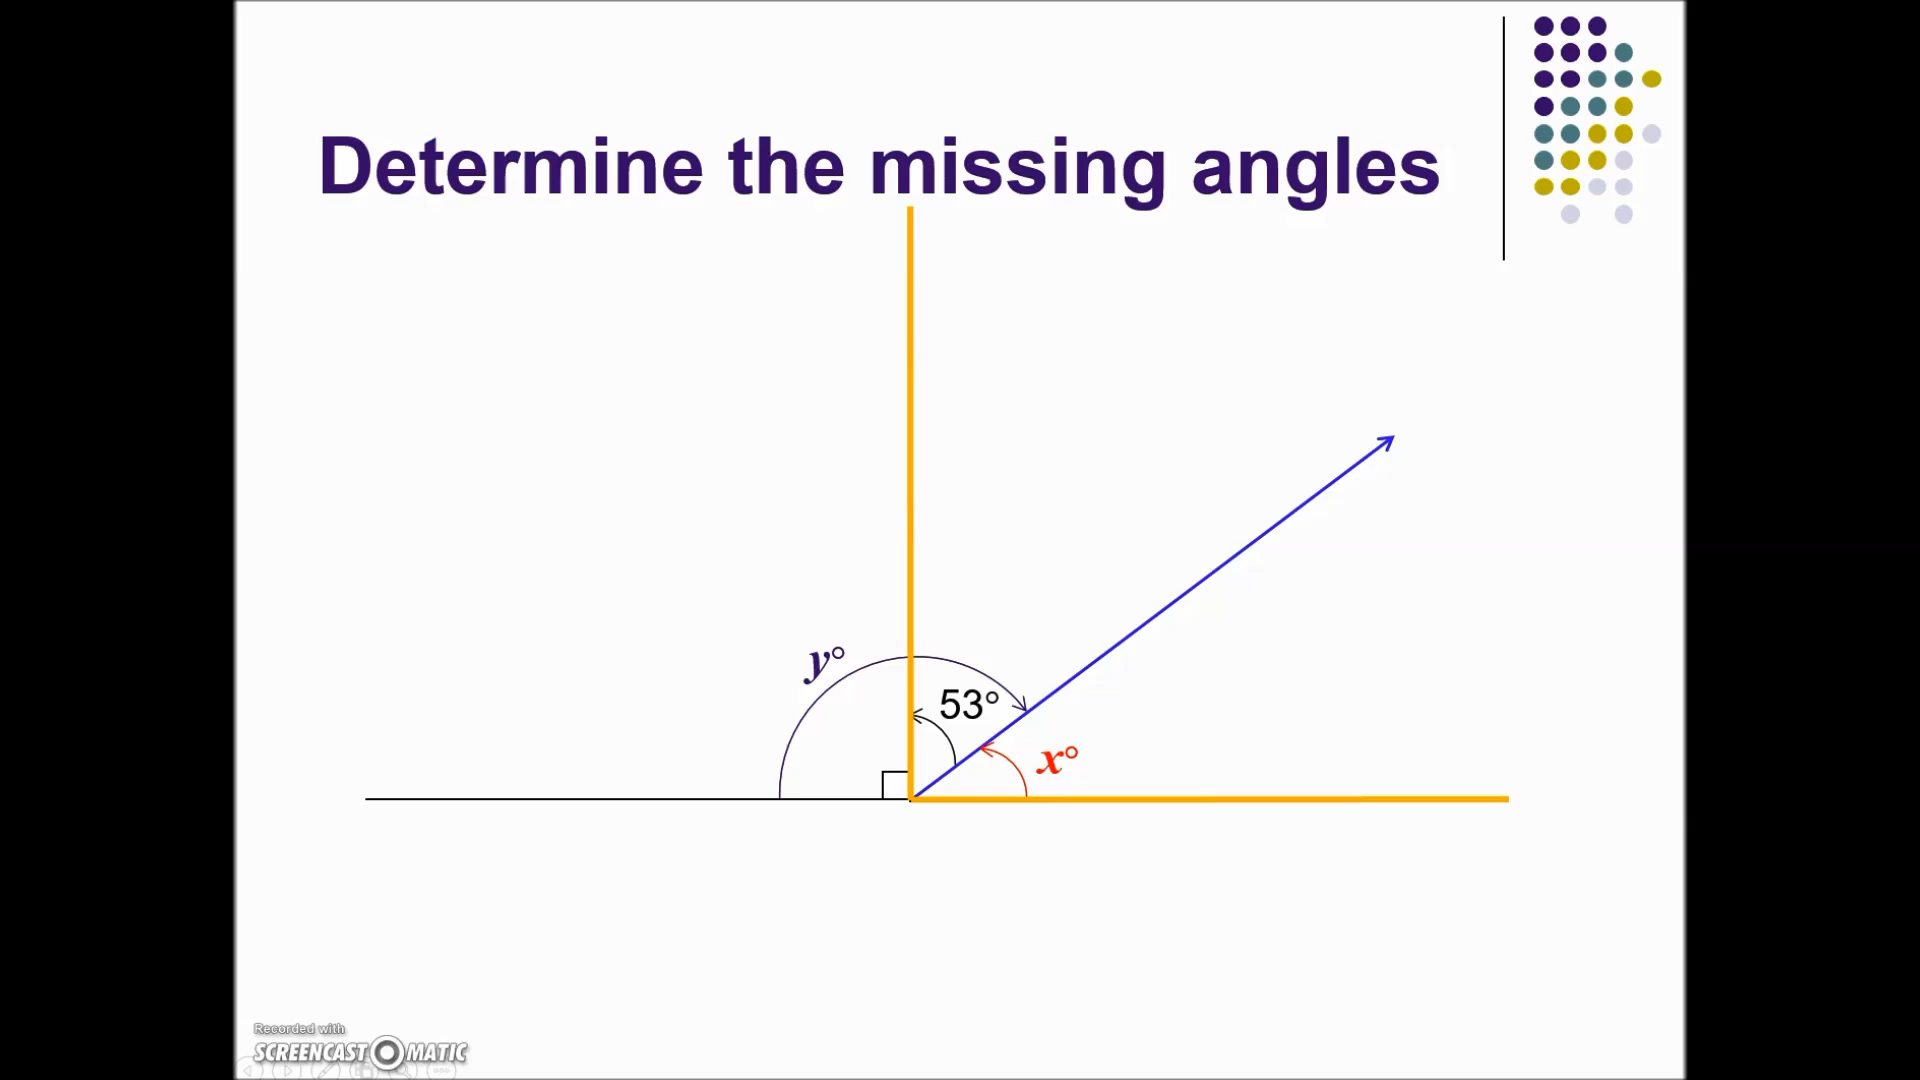 Determine the missing angles
y°
53°
x°
Recorded with
SCREENCAST MATIC